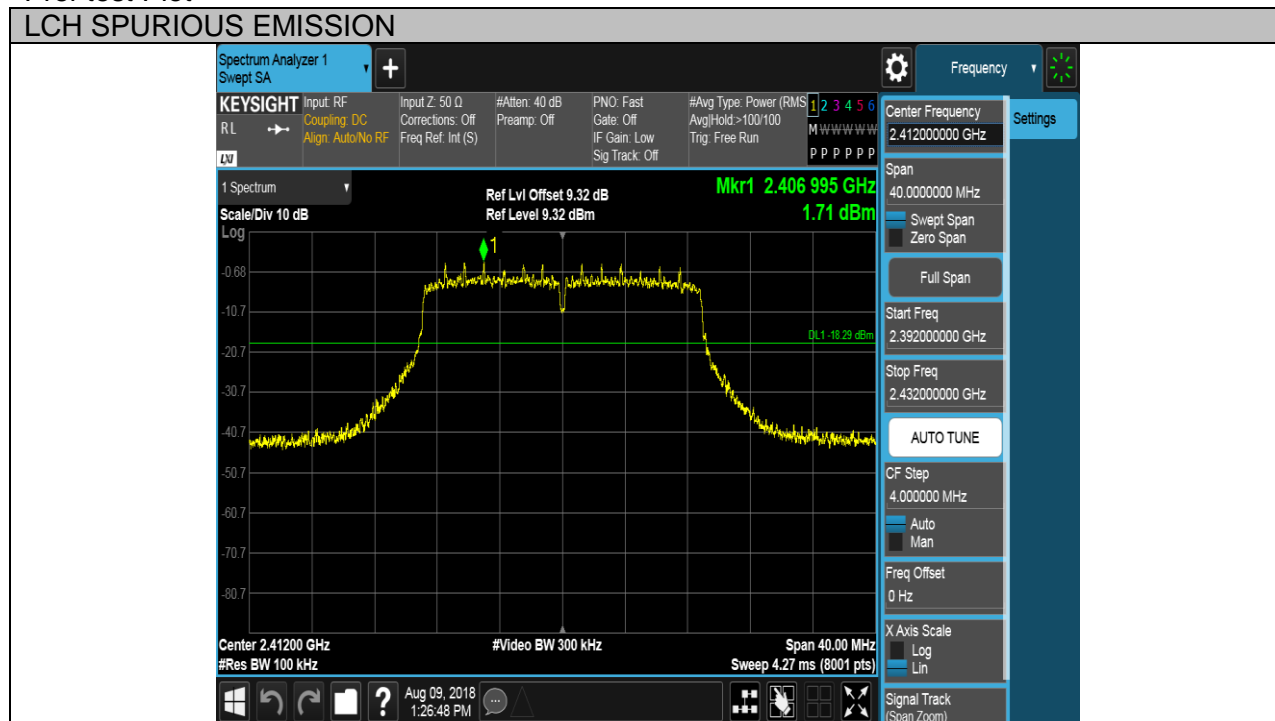 LCH SPURIOUS EMISSION
Spectrum Analyzer 1
Swept SA
Frequency
KEYSIGHT
RL
LXI
Input: RF
Coupling: DC
Align: Auto/No RF
Input Z: 50 Ω
Corrections: Off
Freq Ref: Int (S)
#Atten: 40 dB
Preamp: Off
PNO: Fast
Gate: Off
IF Gain: Low
Sig Track: Off
#Avg Type: Power (RMS
Avg|Hold:>100/100
Trig: Free Run
1 2 3 4 5 6
M W W W W W
P P P P P P
1 Spectrum
Ref Lvl Offset 9.32 dB
Mkr1 2.406 995 GHz
Scale/Div 10 dB
Ref Level 9.32 dBm
1.71 dBm
Log
1
-0.68
-10.7
DL1 -18.29 dBm
-20.7
-30.7
-40.7
-50.7
-60.7
-70.7
-80.7
Center 2.41200 GHz
#Video BW 300 kHz
Span 40.00 MHz
#Res BW 100 kHz
Sweep 4.27 ms (8001 pts)
?
Aug 09, 2018
1:26:48 PM
Center Frequency
2.412000000 GHz
Settings
Span
40.0000000 MHz
Swept Span
Zero Span
Full Span
Start Freq
2.392000000 GHz
Stop Freq
2.432000000 GHz
AUTO TUNE
CF Step
4.000000 MHz
Auto
Man
Freq Offset
0 Hz
X Axis Scale
Log
Lin
Signal Track
(Span Zoom)